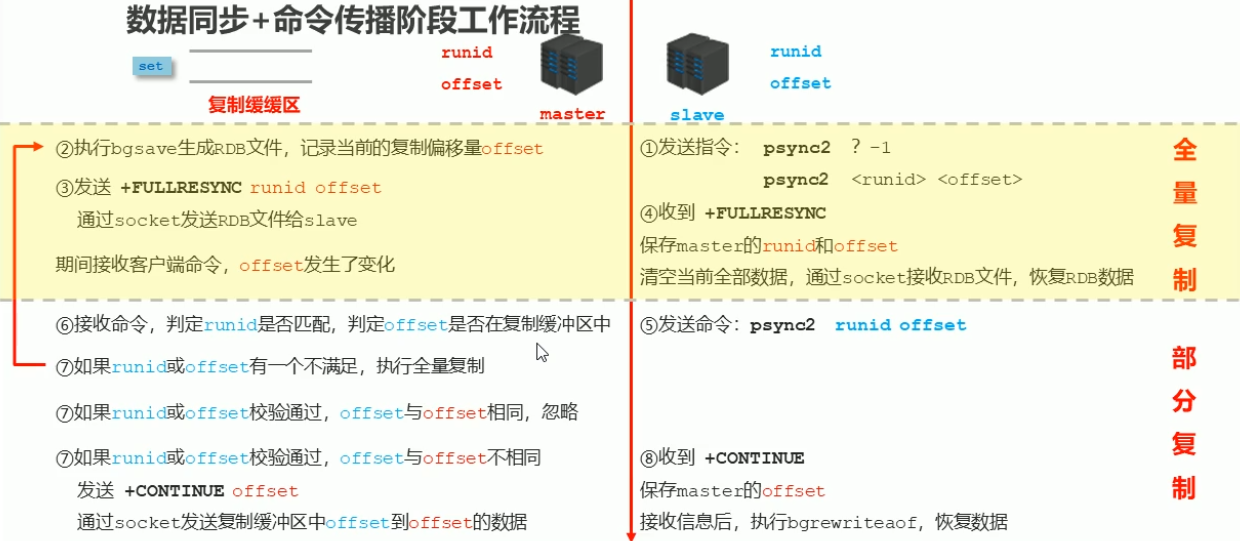 数据同步+命令传播阶段工作流程
set
复制缓缓区
runid
offset
master
slave
runid
offset
②执行bgsave生成RDB文件，记录当前的复制偏移量offset
③发送 +FULLRESYNC runid offset
通过socket发送RDB文件给slave
期间接收客户端命令，offset发生了变化
①发送指令： psync2 ？ -1
psync2 <runid> <offset>
④收到 +FULLRESYNC
保存master的runid和offset
清空当前全部数据，通过socket接收RDB文件，恢复RDB数据
全
量
复
制
⑥接收命令，判定runid是否匹配，判定offset是否在复制缓冲区中
⑦如果runid或offset有一个不满足，执行全量复制
⑦如果runid或offset校验通过，offset与offset相同，忽略
⑦如果runid或offset校验通过，offset与offset不相同
发送 +CONTINUE offset
通过socket发送复制缓冲区中offset到offset的数据
⑤发送命令：psync2 runid offset
⑧收到 +CONTINUE
保存master的offset
接收信息后，执行bgrewriteaof，恢复数据
部
分
复
制